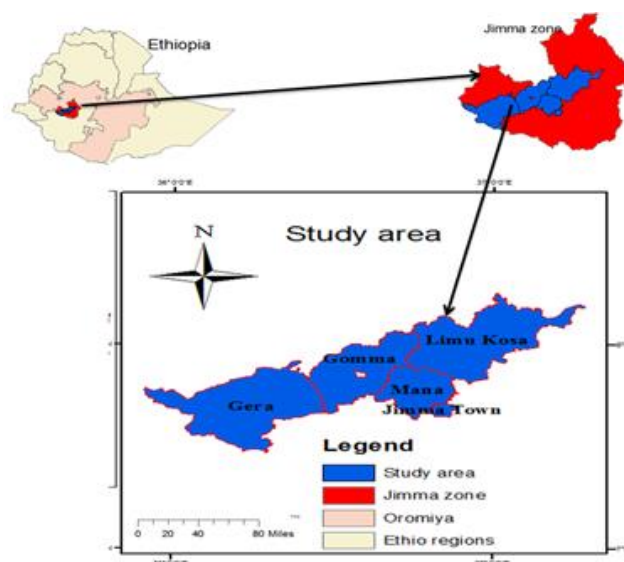 Ethiopia
Jimma zone
Study area
N
Limu Kosa
Gomma
Mana
Gera
Jimma Town
Legend
Study area
Jimma zone
Oromiya
Ethio regions
0 20 40 80 Miles